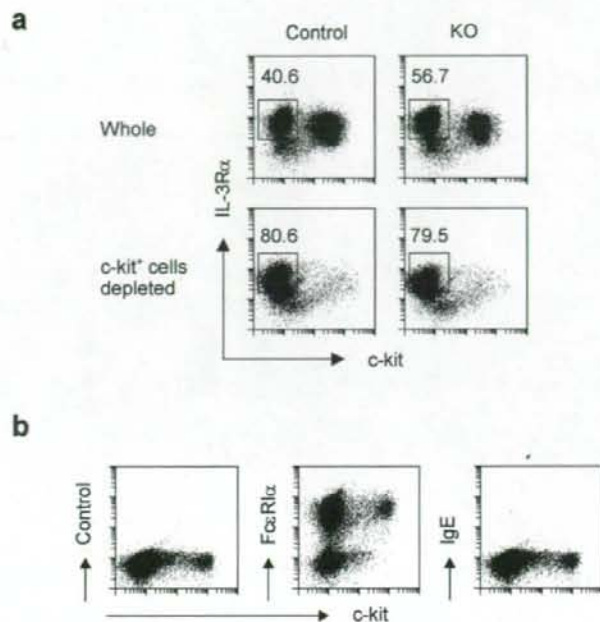 a
Control KO
40.6 56.7
Whole
IL-3Rα
80.6 79.5
c-kit⁺ cells
depleted
c-kit
b
Control
FcεRIα
IgE
c-kit